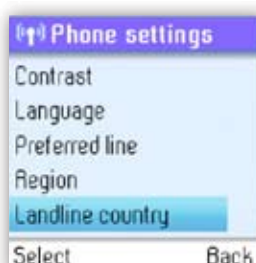 Phone settings
Contrast
Language
Preferred line
Region
Landline country
Select Back